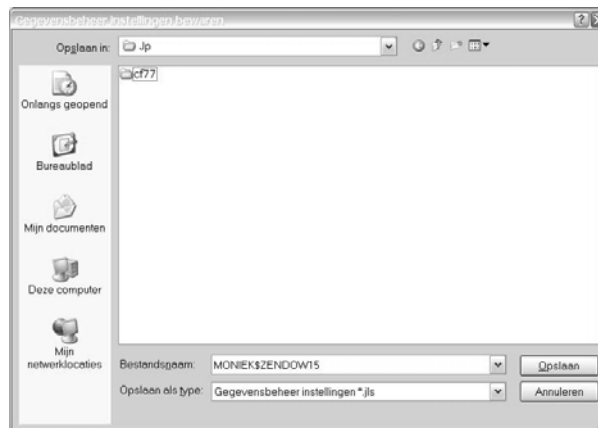 Gegevensbeheer instellingen bewaren
Opslaan in:
Jp
cf77
Onlangs geopend
Bureaublad
Mijn documenten
Deze computer
Mijn
netwerklocaties
Bestandsnaam:
MONIEK$ZENDOW15
Opslaan
Opslaan als type:
Gegevensbeheer instellingen *.jls
Annuleren